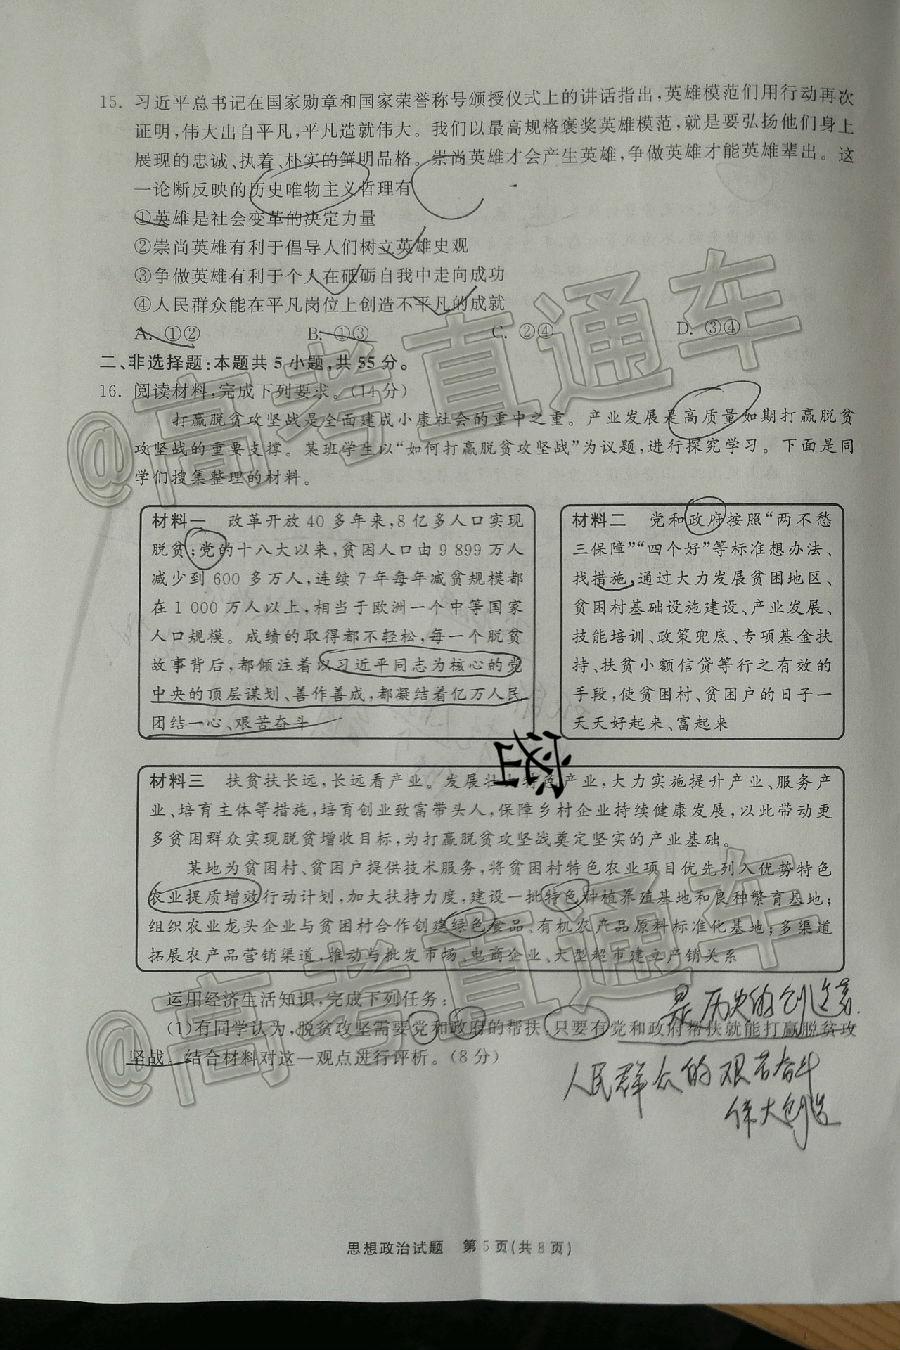 15. 习近平总书记在国家勋章和国家荣誉称号颁授仪式上的讲话指出,英雄模范们用行动再次
证明,伟大出自平凡,平凡造就伟大。我们以最高规格褒奖英雄模范,就是要弘扬他们身上
展现的忠诚、执着、朴实的鲜明品格。崇尚英雄才会产生英雄,争做英雄才能英雄辈出。这
一论断反映的历史唯物主义哲理有
①英雄是社会变革的决定力量
②崇尚英雄有利于倡导人们树立英雄史观
③争做英雄有利于个人在砥砺自我中走向成功
④人民群众能在平凡岗位上创造不平凡的成就
A. ①② B. ①③ C. ②④ D. ③④
二、非选择题:本题共5小题,共55分。
16. 阅读材料,完成下列要求。(14分)
打赢脱贫攻坚战是全面建成小康社会的重中之重。产业发展是高质量如期打赢脱贫
攻坚战的重要支撑。某班学生以“如何打赢脱贫攻坚战”为议题,进行探究学习。下面是同
学们搜集整理的材料。
材料一 改革开放40多年来,8亿多人口实现
脱贫;党的十八大以来,贫困人口由9 899万人
减少到600多万人,连续7年每年减贫规模都
在1 000万人以上,相当于欧洲一个中等国家
人口规模。成绩的取得都不轻松,每一个脱贫
故事背后,都倾注着以习近平同志为核心的党
中央的顶层谋划、善作善成,都凝结着亿万人民
团结一心、艰苦奋斗
材料二 党和政府按照“两不愁
三保障”“四个好”等标准想办法、
找措施,通过大力发展贫困地区、
贫困村基础设施建设、产业发展、
技能培训、政策兜底、专项基金扶
持、扶贫小额信贷等行之有效的
手段,使贫困村、贫困户的日子一
天天好起来、富起来
密
材料三 扶贫扶长远,长远看产业。发展壮产业,大力实施提升产业、服务产
业、培育主体等措施,培育创业致富带头人,保障乡村企业持续健康发展,以此带动更
多贫困群众实现脱贫增收目标,为打赢脱贫攻坚战奠定坚实的产业基础。
某地为贫困村、贫困户提供技术服务,将贫困村特色农业项目优先列入优势特色
农业提质增效行动计划,加大扶持力度,建设一批特色种植养殖基地和良种繁育基地;
组织农业龙头企业与贫困村合作创建绿色食品、有机农产品原料标准化基地;多渠道
拓展农产品营销渠道,推动与批发市场、电商企业、大型超市建立产销关系
运用经济生活知识,完成下列任务:
(1)有同学认为,脱贫攻坚需要党和政府的帮扶,只要有党和政府帮扶就能打赢脱贫攻
坚战。结合材料对这一观点进行评析。(8分)
是历史的创造者
人民群众的艰苦奋斗
伟大创造
思想政治试题 第5页(共8页)
@高考直通车
@高考直通车